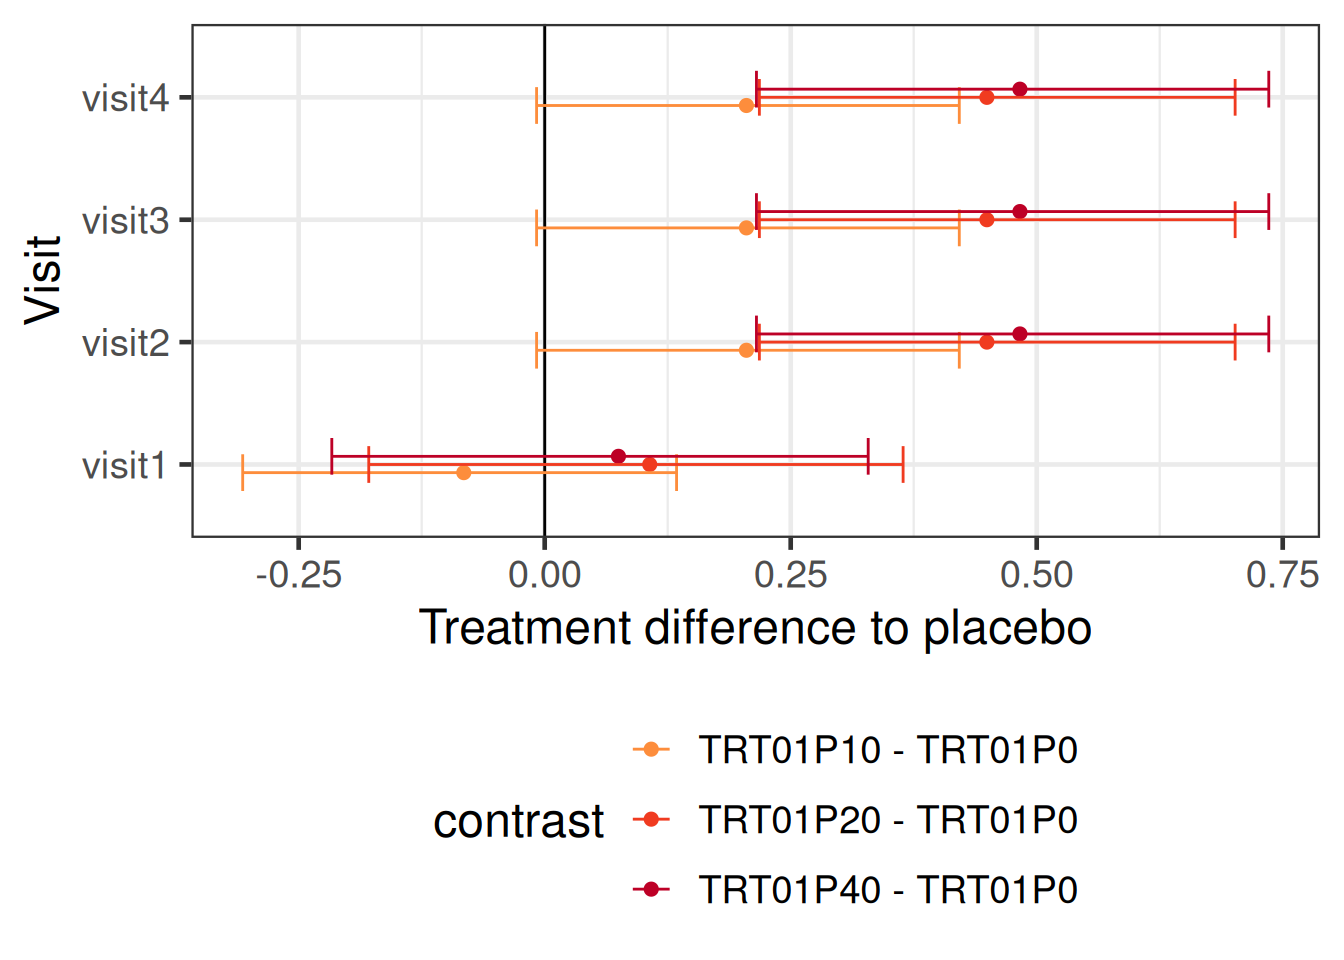 Visit
visit4
visit3
visit2
visit1
-0.25 0.00 0.25 0.50 0.75
Treatment difference to placebo
contrast
TRT01P10 - TRT01P0
TRT01P20 - TRT01P0
TRT01P40 - TRT01P0